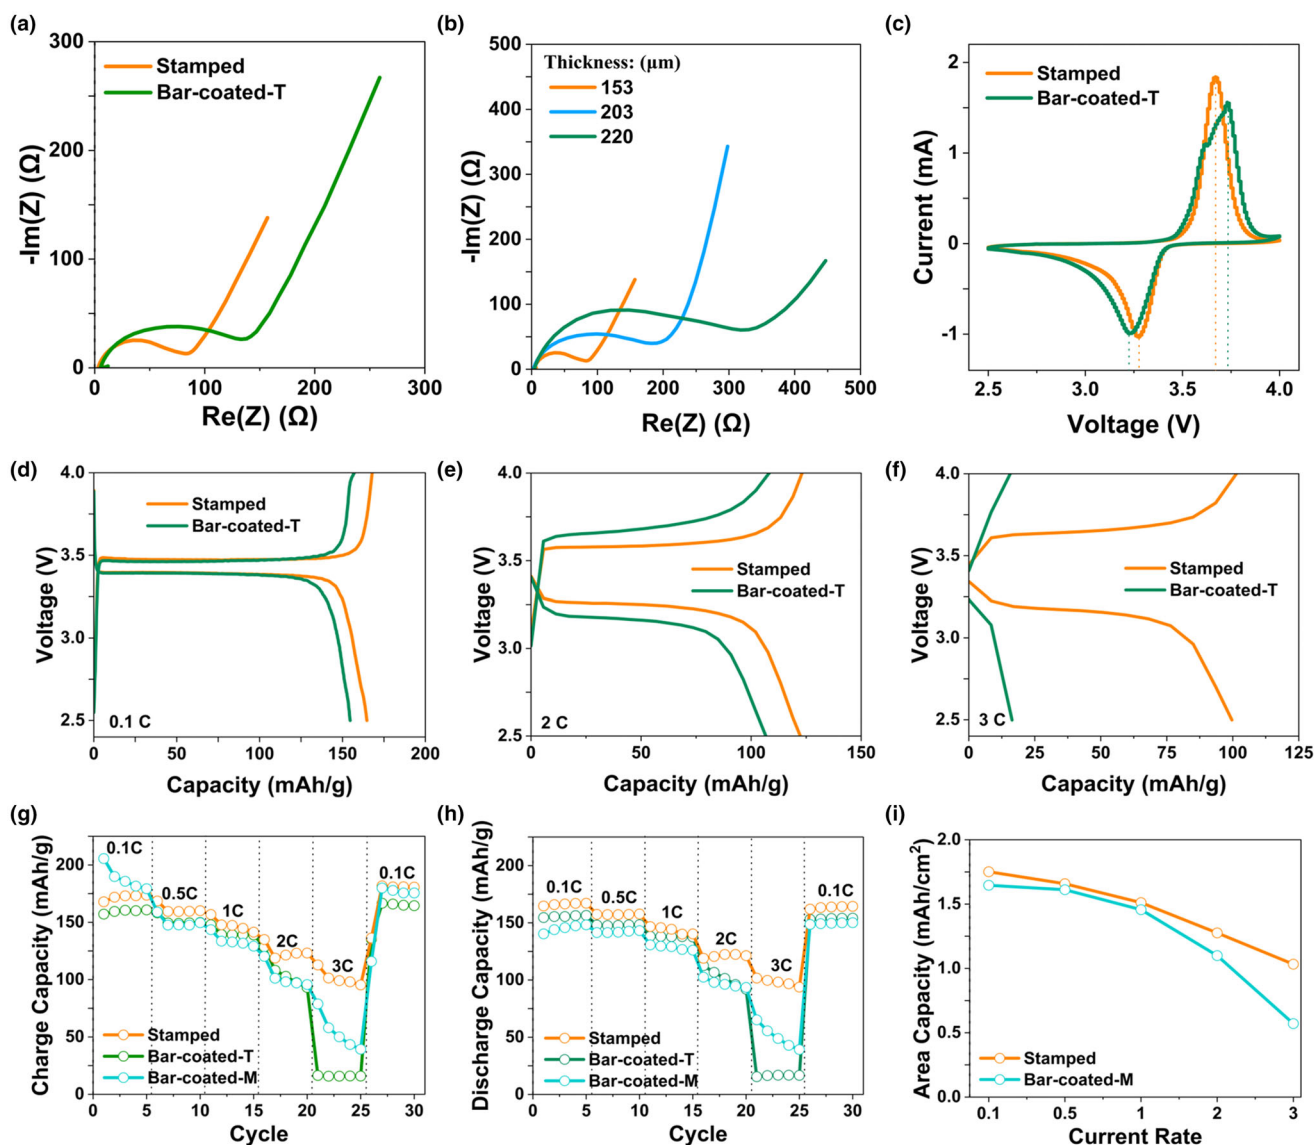 (a)
300
200
100
0
-Im(Z) (Ω)
Stamped
Bar-coated-T
0 100 200 300
Re(Z) (Ω)
(b)
500
400
300
200
100
0
-Im(Z) (Ω)
Thickness: (μm)
153
203
220
0 100 200 300 400 500
Re(Z) (Ω)
(c)
2
1
0
-1
Current (mA)
Stamped
Bar-coated-T
2.5 3.0 3.5 4.0
Voltage (V)
(d)
4.0
3.5
3.0
2.5
Voltage (V)
Stamped
Bar-coated-T
0.1 C
0 50 100 150 200
Capacity (mAh/g)
(e)
4.0
3.5
3.0
2.5
Voltage (V)
Stamped
Bar-coated-T
2 C
0 50 100 150
Capacity (mAh/g)
(f)
4.0
3.5
3.0
2.5
Voltage (V)
Stamped
Bar-coated-T
3 C
0 25 50 75 100 125
Capacity (mAh/g)
(g)
200
150
100
50
0
Charge Capacity (mAh/g)
0.1C
0.5C
1C
2C
3C
0.1C
Stamped
Bar-coated-T
Bar-coated-M
0 5 10 15 20 25 30
Cycle
(h)
200
150
100
50
0
Discharge Capacity (mAh/g)
0.1C
0.5C
1C
2C
3C
0.1C
Stamped
Bar-coated-T
Bar-coated-M
0 5 10 15 20 25 30
Cycle
(i)
2.0
1.5
1.0
0.5
0.0
Area Capacity (mAh/cm²)
Stamped
Bar-coated-M
0.1 0.5 1 2 3
Current Rate